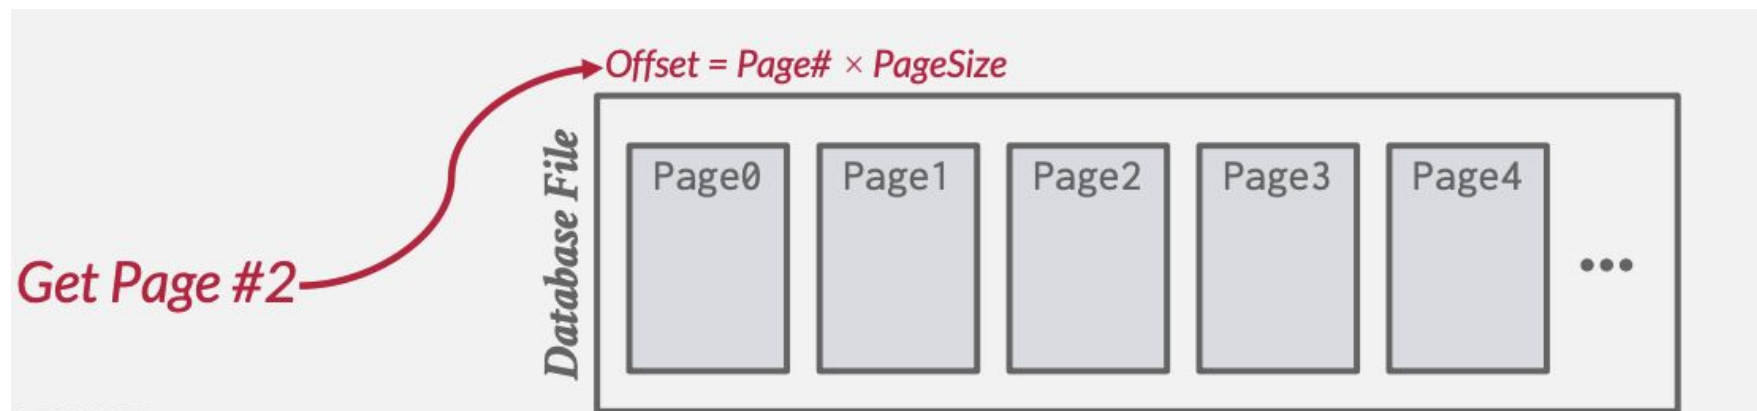 Offset = Page# × PageSize
Database File
Page0 Page1 Page2 Page3 Page4
...
Get Page #2